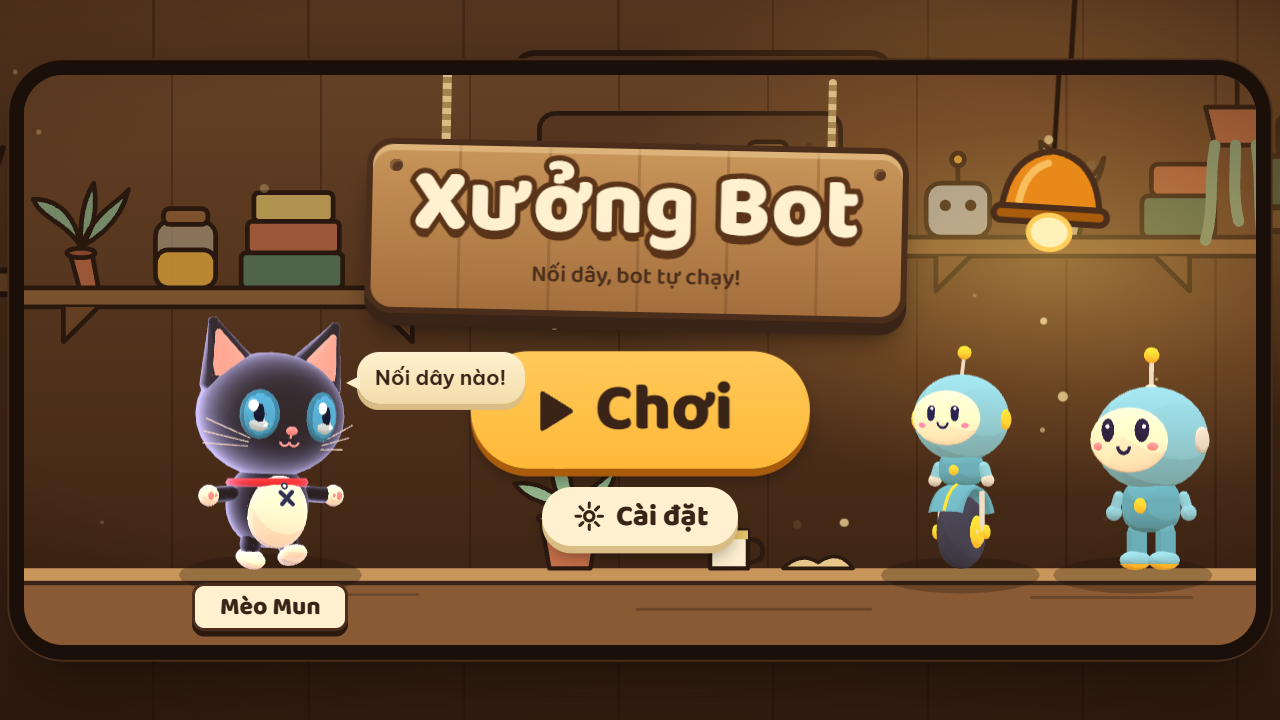 Xưởng Bot
Nối dây, bot tự chạy!
Nối dây nào!
Chơi
Cài đặt
Mèo Mun